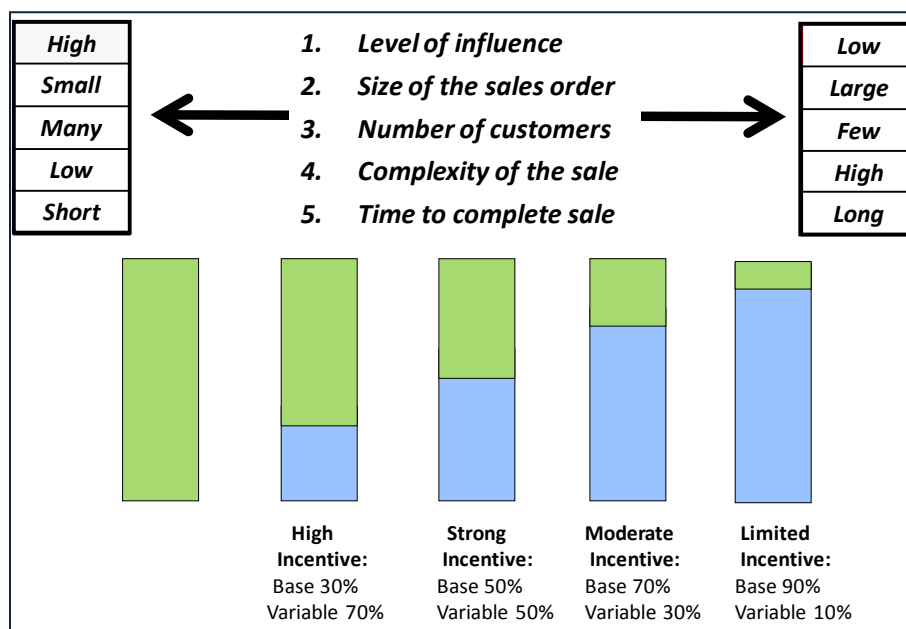 High
Small
Many
Low
Short
1. Level of influence
2. Size of the sales order
3. Number of customers
4. Complexity of the sale
5. Time to complete sale
Low
Large
Few
High
Long
High
Incentive:
Base 30%
Variable 70%
Strong
Incentive:
Base 50%
Variable 50%
Moderate
Incentive:
Base 70%
Variable 30%
Limited
Incentive:
Base 90%
Variable 10%